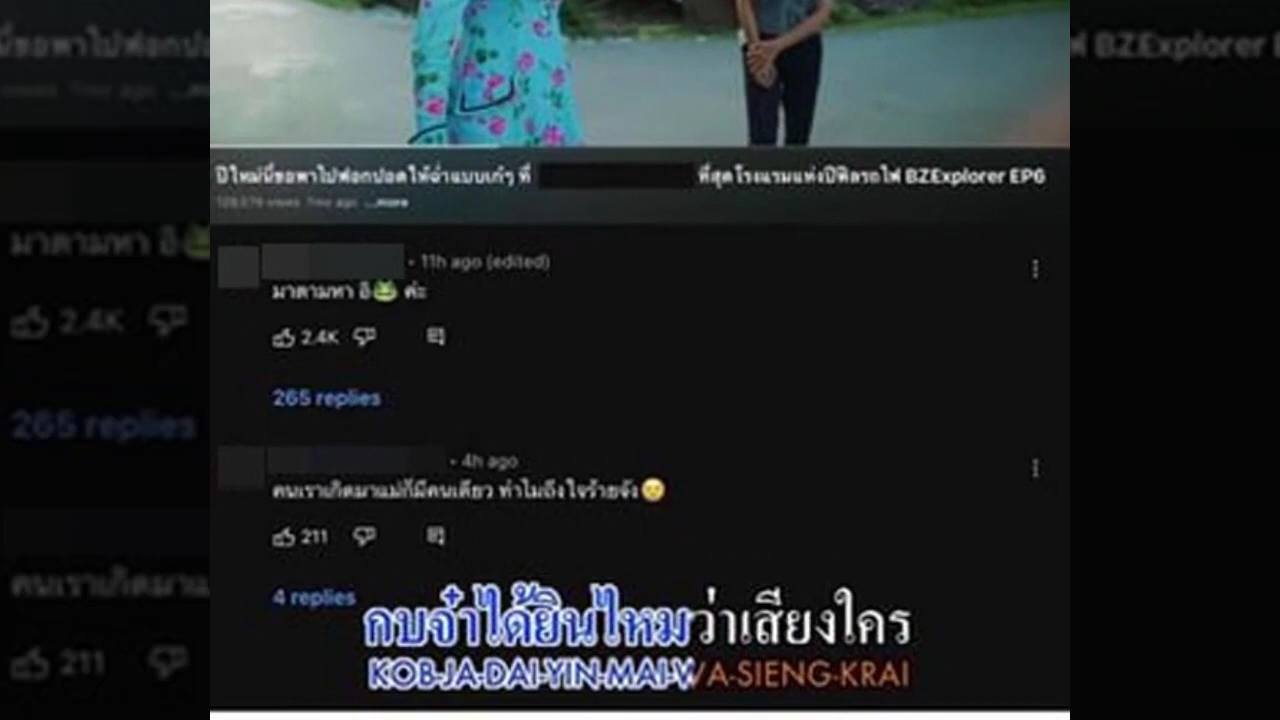 ปีใหม่นี้ขอพาไปฟอกปอดให้ฉ่ำแบบเก๋ๆ ที่ ที่สุดโรงแรมแห่งปีพิลรถไฟ BZExplorer EP6
views 7mo ago ...more
• 11h ago (edited)
มาตามหา อิ🐸 ค่ะ
2.4K
265 replies
• 4h ago
คนเราเกิดมาแม่ก็มีคนเดียว ทำไมถึงใจร้ายจัง🥹
211
4 replies
กบจ๋าได้ยินไหมว่าเสียงใคร
KOB-JA-DAI-YIN-MAI-WA-SIENG-KRAI